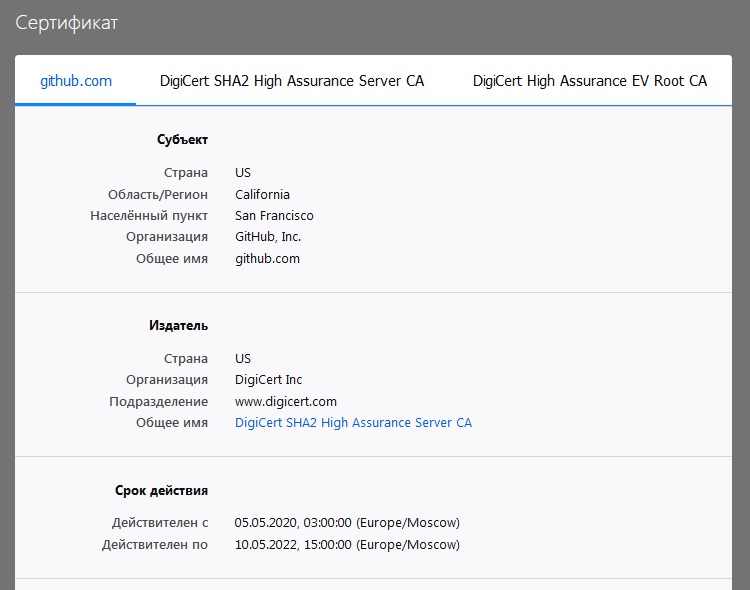 Сертификат
github.com DigiCert SHA2 High Assurance Server CA DigiCert High Assurance EV Root CA
Субъект
Страна US
Область/Регион California
Населённый пункт San Francisco
Организация GitHub, Inc.
Общее имя github.com
Издатель
Страна US
Организация DigiCert Inc
Подразделение www.digicert.com
Общее имя DigiCert SHA2 High Assurance Server CA
Срок действия
Действителен с 05.05.2020, 03:00:00 (Europe/Moscow)
Действителен по 10.05.2022, 15:00:00 (Europe/Moscow)